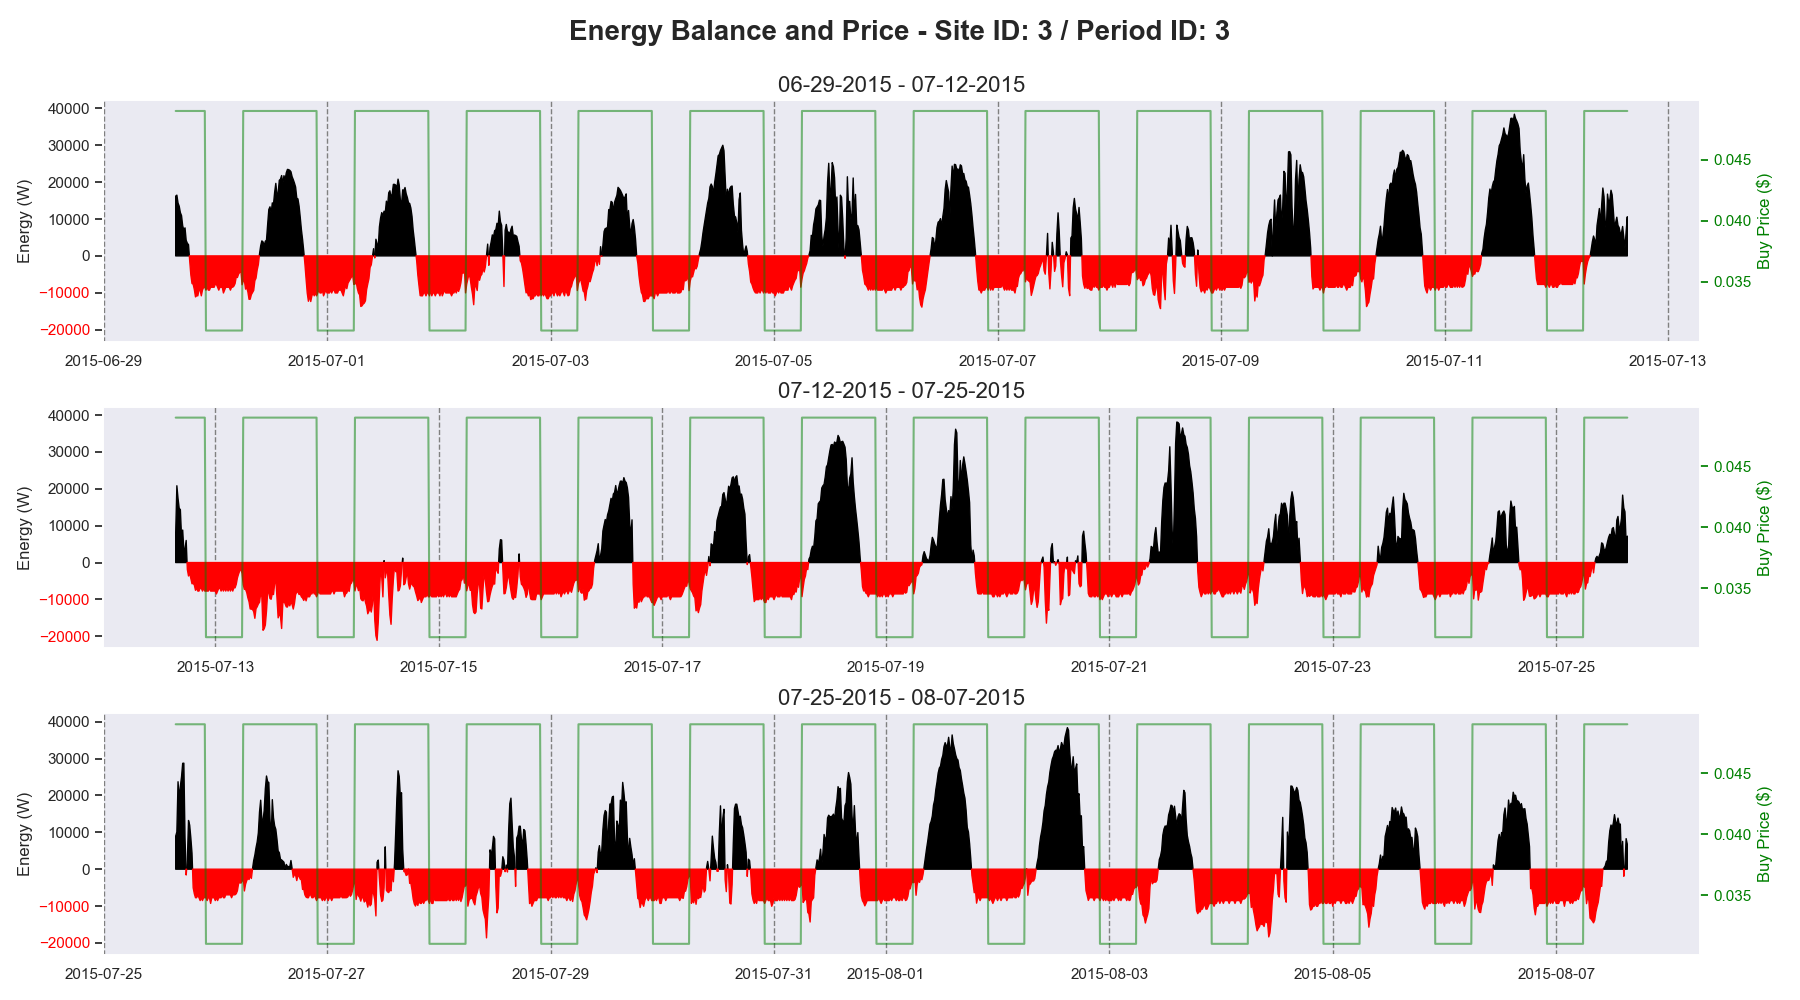 Energy Balance and Price - Site ID: 3 / Period ID: 3
06-29-2015 - 07-12-2015
40000
30000
20000
10000
0
−10000
−20000
Energy (W)
0.045
0.040
0.035
Buy Price ($)
2015-06-29 2015-07-01 2015-07-03 2015-07-05 2015-07-07 2015-07-09 2015-07-11 2015-07-13
07-12-2015 - 07-25-2015
40000
30000
20000
10000
0
−10000
−20000
Energy (W)
0.045
0.040
0.035
Buy Price ($)
2015-07-13 2015-07-15 2015-07-17 2015-07-19 2015-07-21 2015-07-23 2015-07-25
07-25-2015 - 08-07-2015
40000
30000
20000
10000
0
−10000
−20000
Energy (W)
0.045
0.040
0.035
Buy Price ($)
2015-07-25 2015-07-27 2015-07-29 2015-07-31 2015-08-01 2015-08-03 2015-08-05 2015-08-07